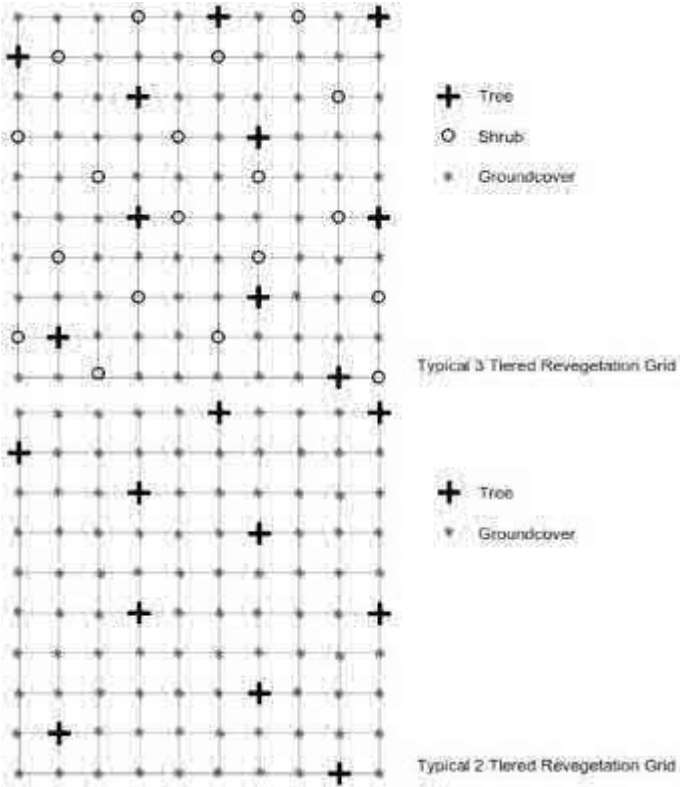 Tree
Shrub
Groundcover
Typical 3 Tiered Revegetation Grid
Tree
Groundcover
Typical 2 Tiered Revegetation Grid